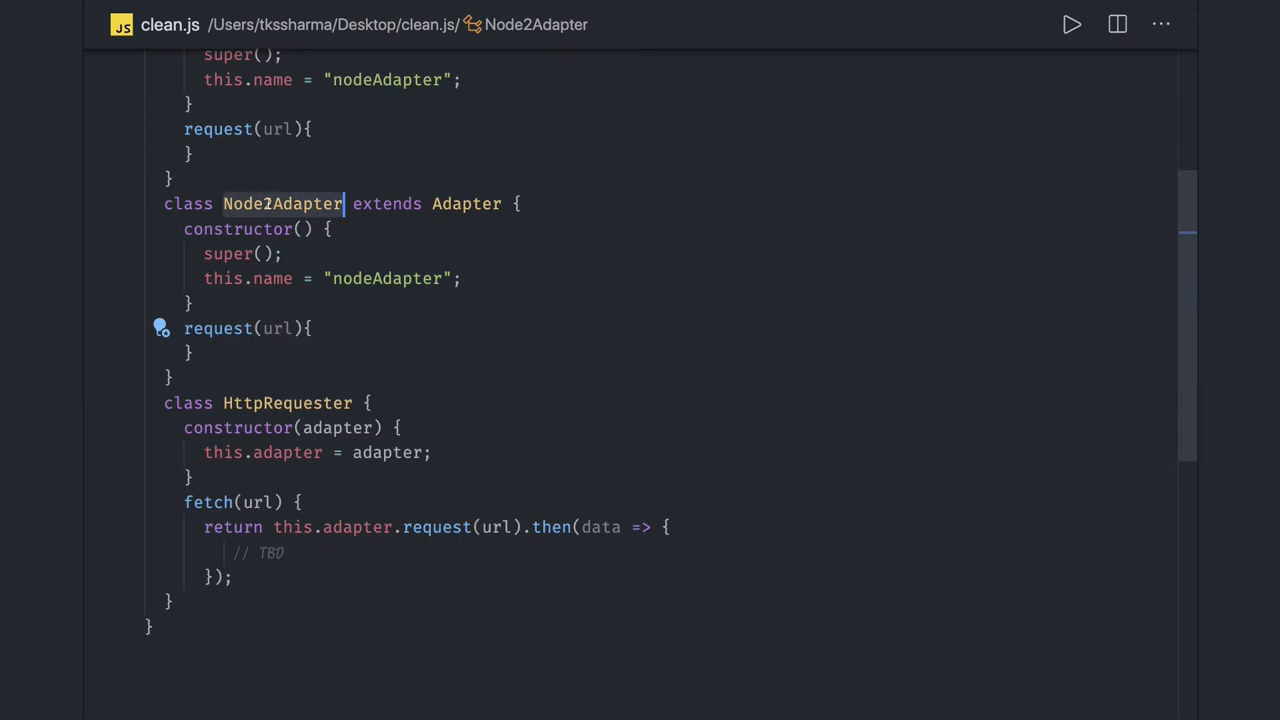 JS clean.js /Users/tkssharma/Desktop/clean.js/ Node2Adapter
super();
this.name = "nodeAdapter";
}
request(url){
}
}
class Node2Adapter extends Adapter {
constructor() {
super();
this.name = "nodeAdapter";
}
request(url){
}
}
class HttpRequester {
constructor(adapter) {
this.adapter = adapter;
}
fetch(url) {
return this.adapter.request(url).then(data => {
// TBD
});
}
}